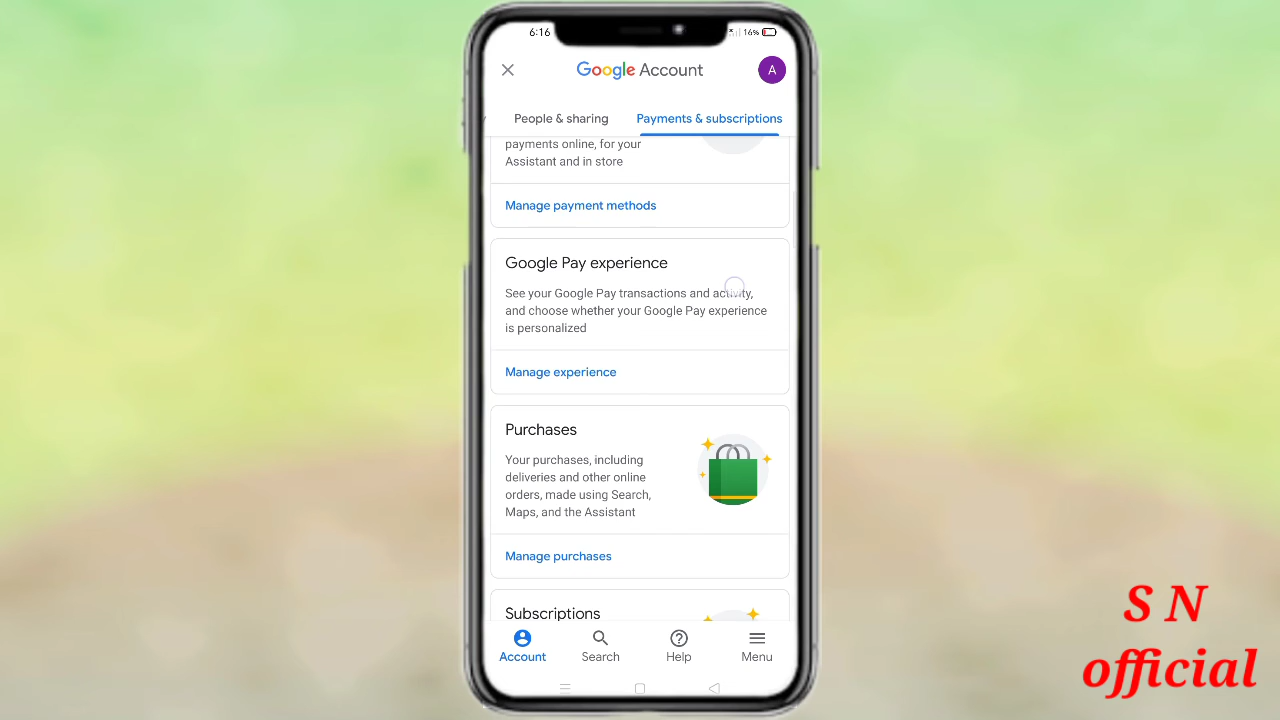 6:16
16%
Google Account
A
People & sharing
Payments & subscriptions
payments online, for your
Assistant and in store
Manage payment methods
Google Pay experience
See your Google Pay transactions and activity,
and choose whether your Google Pay experience
is personalized
Manage experience
Purchases
Your purchases, including
deliveries and other online
orders, made using Search,
Maps, and the Assistant
Manage purchases
Subscriptions
Account
Search
Help
Menu
S N
official